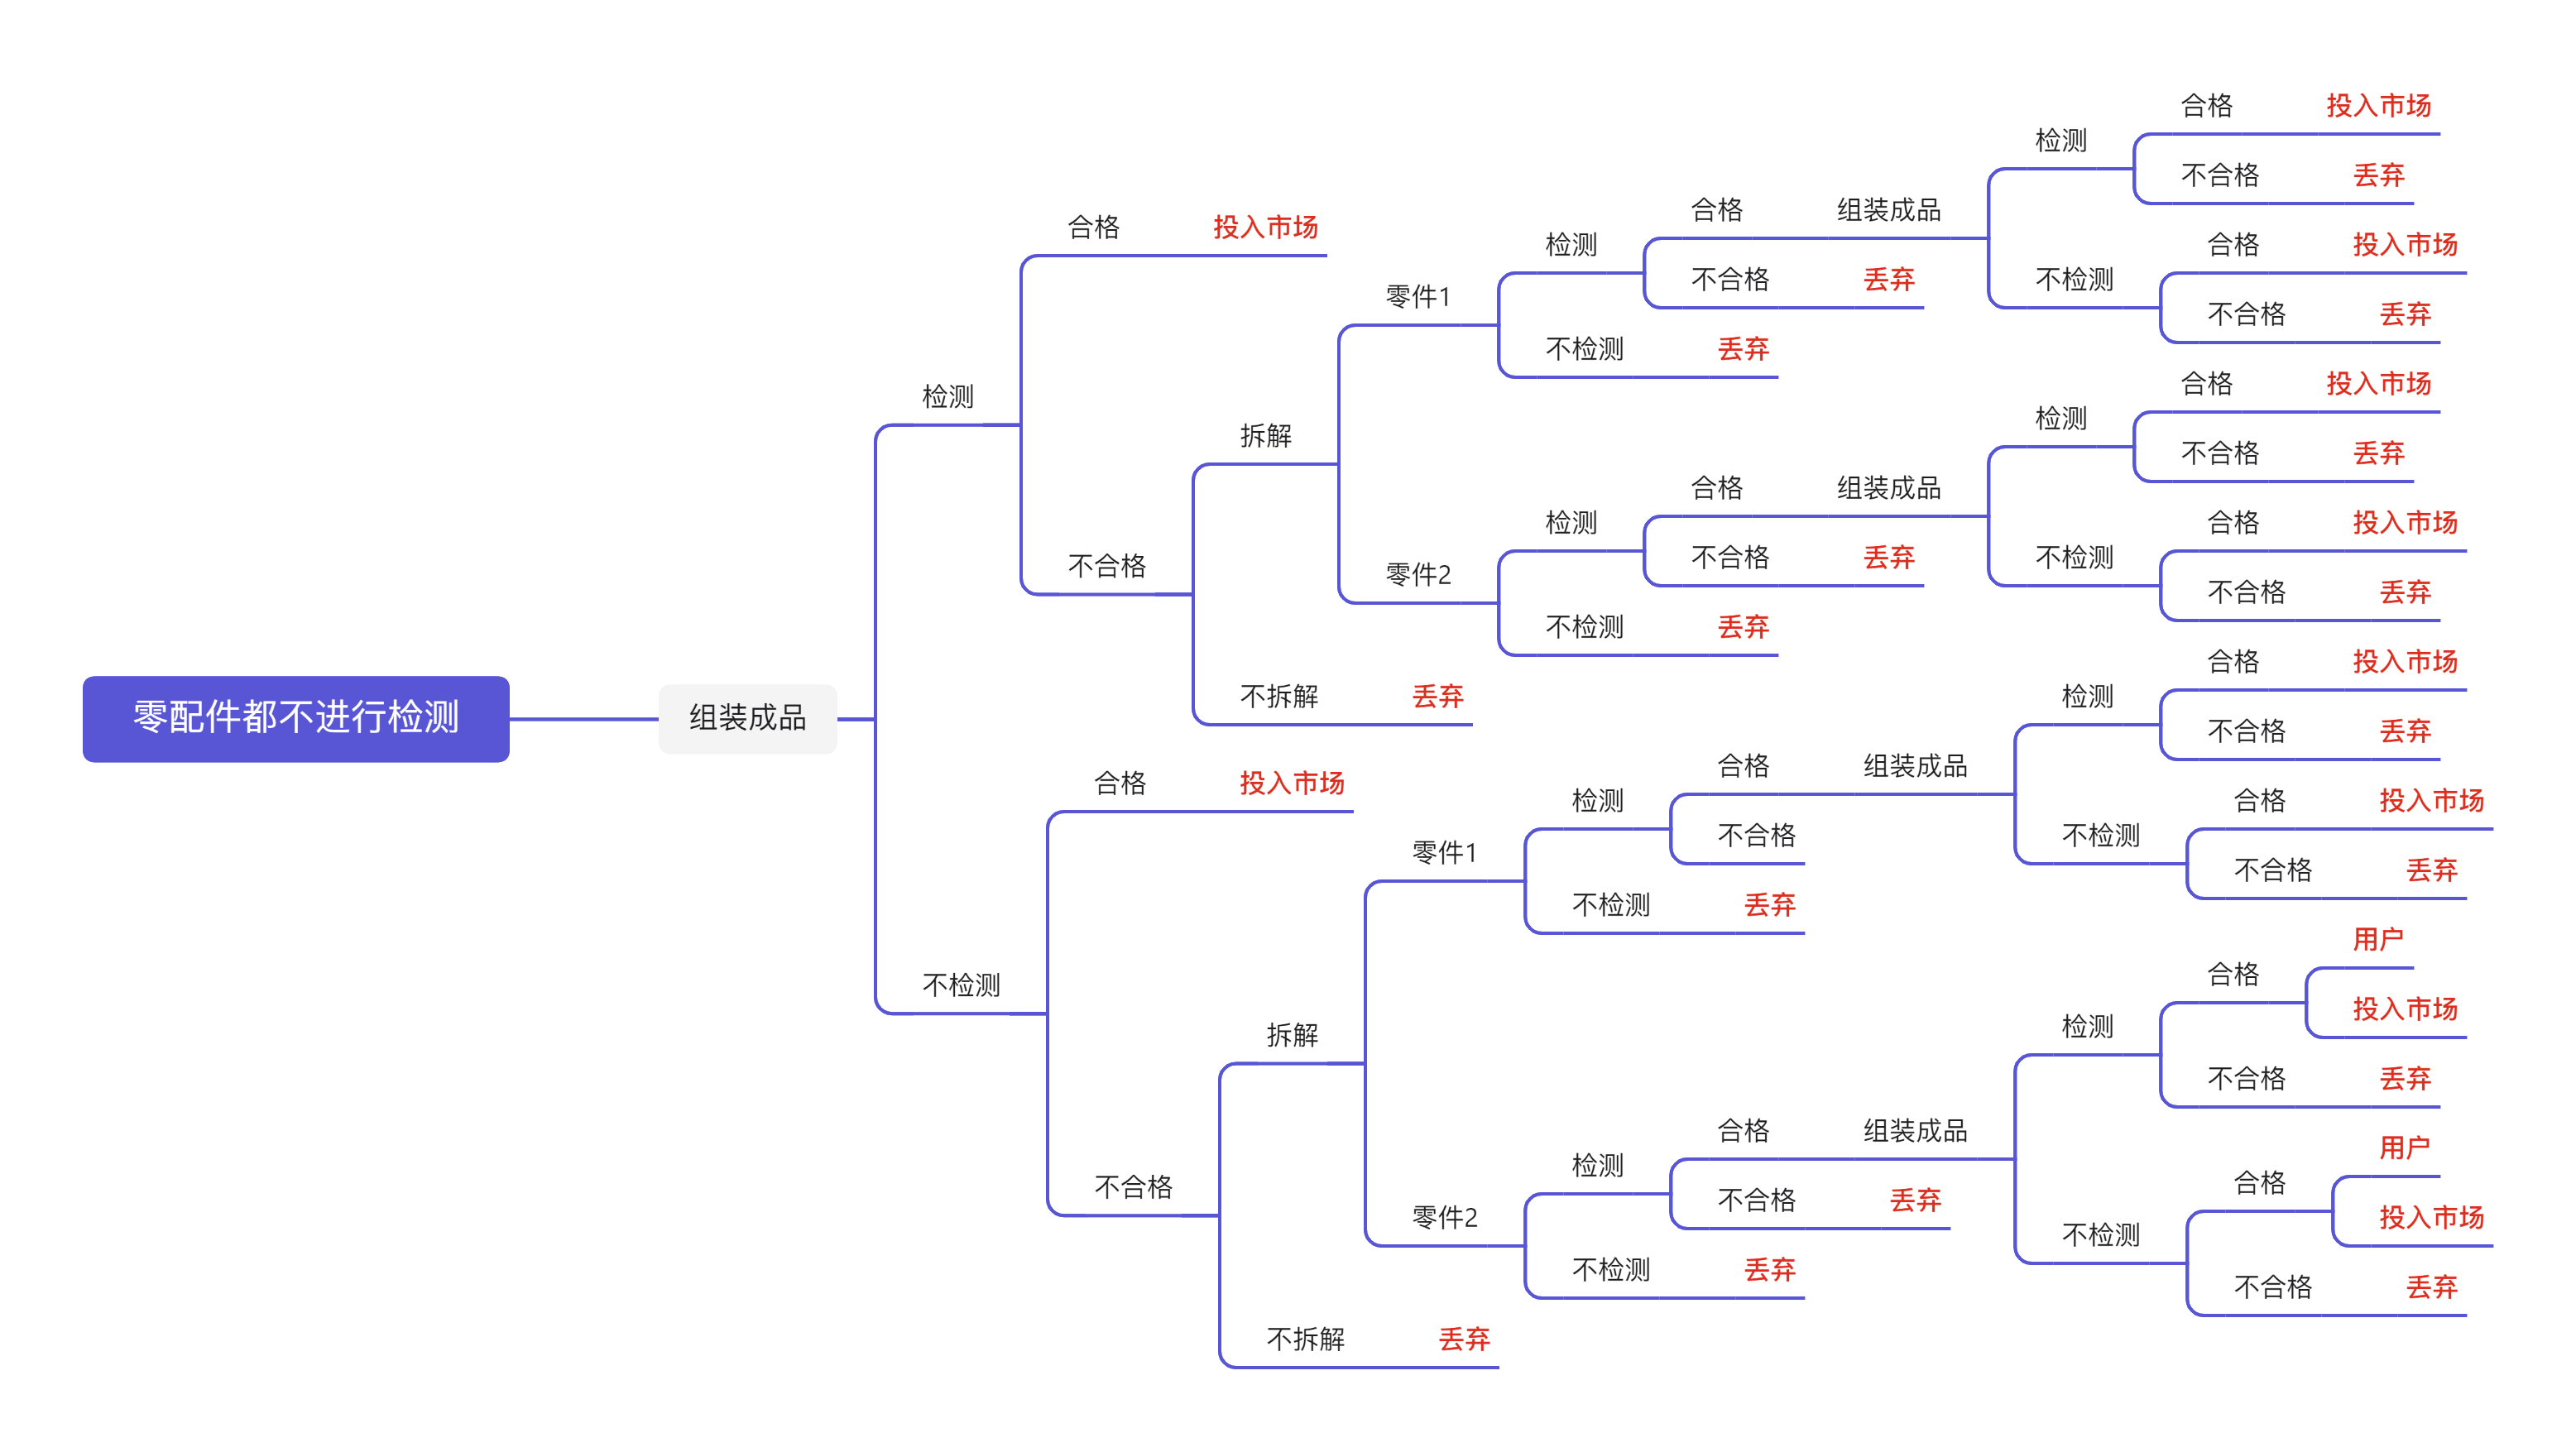 零配件都不进行检测
组装成品
检测
合格
投入市场
不合格
拆解
零件1
检测
合格
组装成品
检测
合格
投入市场
不合格
丢弃
不检测
合格
投入市场
不合格
丢弃
不合格
丢弃
不检测
丢弃
零件2
检测
合格
组装成品
检测
合格
投入市场
不合格
丢弃
不检测
合格
投入市场
不合格
丢弃
不合格
丢弃
不检测
丢弃
不拆解
丢弃
不检测
合格
投入市场
不合格
拆解
零件1
检测
合格
组装成品
检测
合格
投入市场
不合格
丢弃
不检测
合格
投入市场
不合格
丢弃
不合格
不检测
丢弃
零件2
检测
合格
组装成品
检测
合格
用户
投入市场
不合格
丢弃
不检测
合格
用户
投入市场
不合格
丢弃
不合格
丢弃
不检测
丢弃
不拆解
丢弃